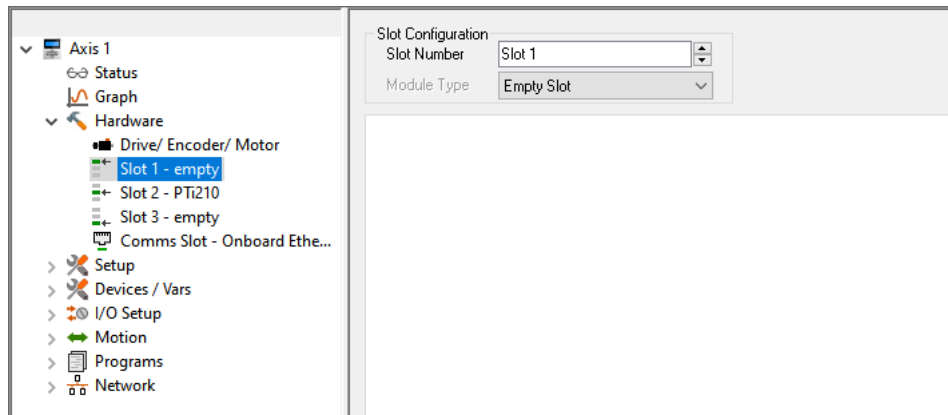 Axis 1
Status
Graph
Hardware
Drive/ Encoder/ Motor
Slot 1 - empty
Slot 2 - PTi210
Slot 3 - empty
Comms Slot - Onboard Ethe...
Setup
Devices / Vars
I/O Setup
Motion
Programs
Network
Slot Configuration
Slot Number Slot 1
Module Type Empty Slot